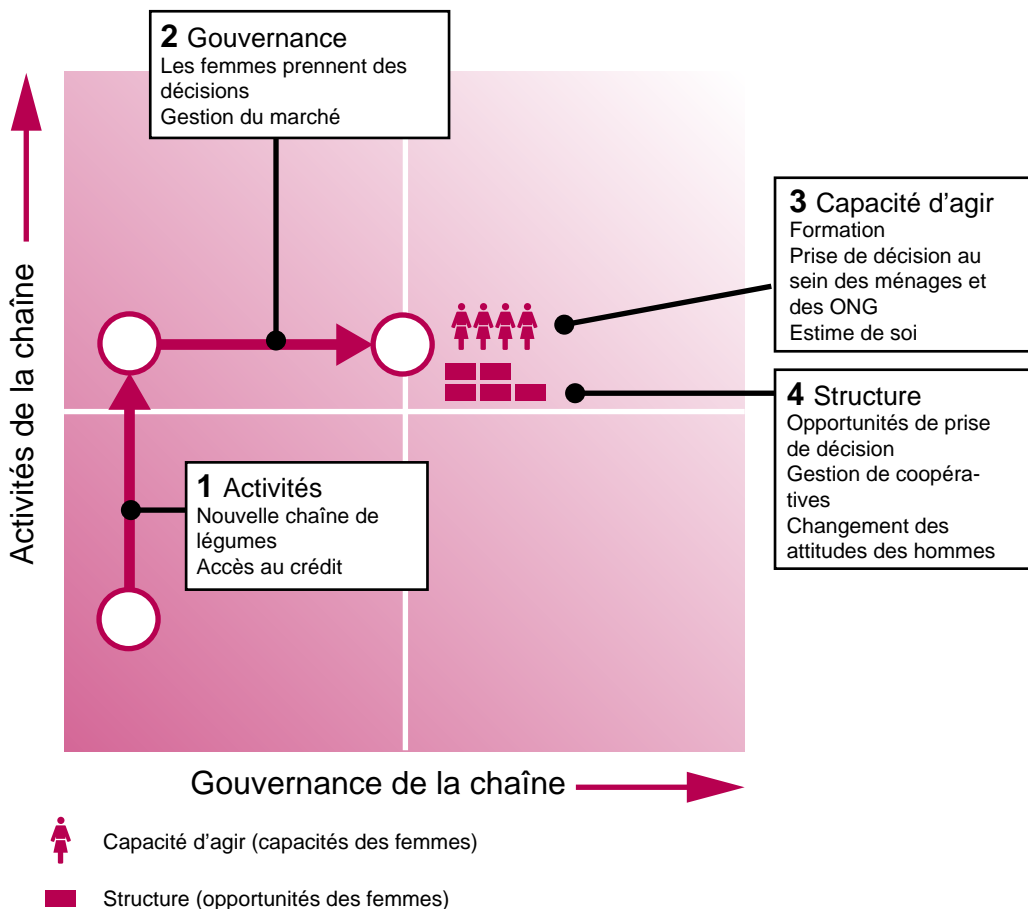 2 Gouvernance
Les femmes prennent des
décisions
Gestion du marché
3 Capacité d'agir
Formation
Prise de décision au
sein des ménages et
des ONG
Estime de soi
4 Structure
Opportunités de prise
de décision
Gestion de coopéra-
tives
Changement des
attitudes des hommes
1 Activités
Nouvelle chaîne de
légumes
Accès au crédit
Activités de la chaîne
Gouvernance de la chaîne
Capacité d'agir (capacités des femmes)
Structure (opportunités des femmes)